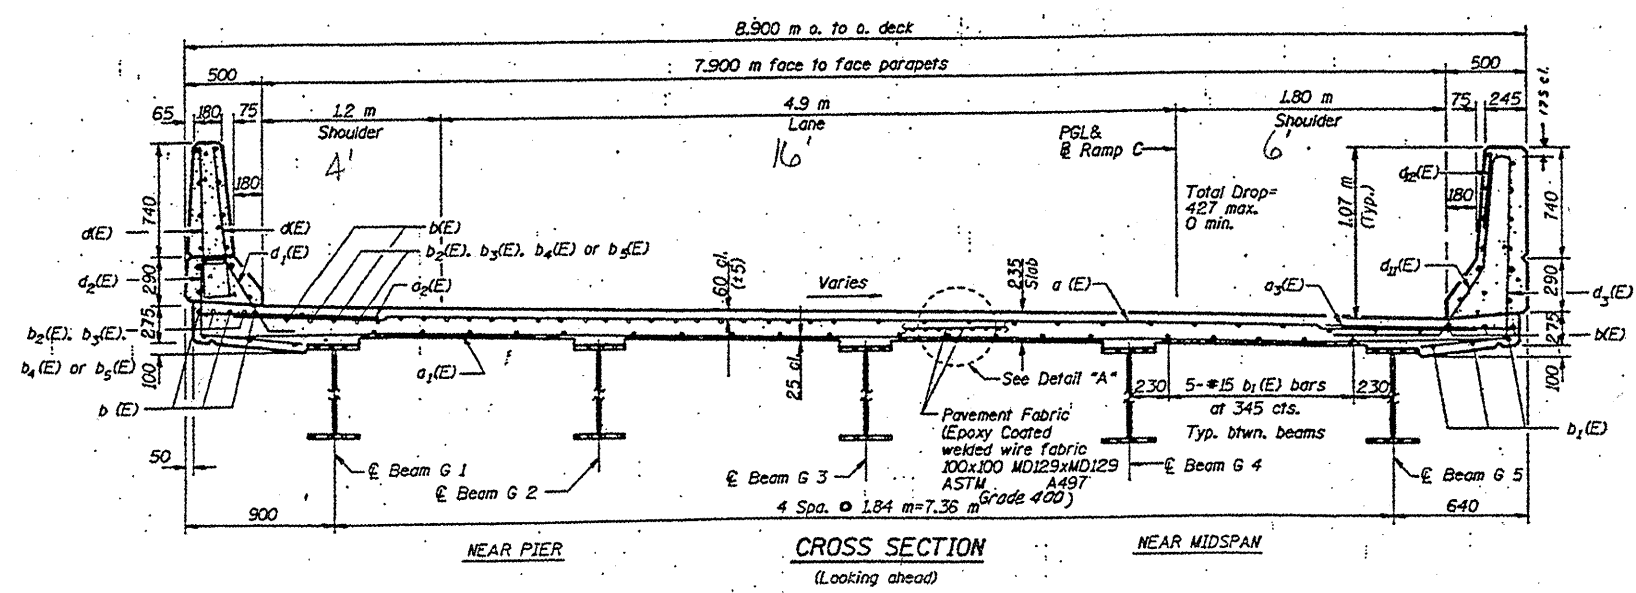 8.900 m o. to o. deck
500
7.900 m face to face parapets
500
65
180
75
1.2 m
Shoulder
4'
4.9 m
Lane
16'
PGL&
℄ Ramp C
1.80 m
Shoulder
6'
75
245
175 cl.
180
Total Drop=
427 max.
0 min.
1.07 m
(Typ.)
d12(E)
180
740
740
d(E)
d(E)
d1(E)
b(E)
b2(E). b3(E). b4(E) or b5(E)
d2(E)
290
a2(E)
60 cl.
(±5)
Varies
235
Slab
a (E)
a3(E)
d11(E)
290
d3(E)
275
275
b2(E). b3(E).
b4(E) or b5(E)
100
a1(E)
25 cl.
See Detail "A"
230
5-#15 b1(E) bars
at 345 cts.
Typ. btwn. beams
230
b(E)
100
b (E)
b1(E)
Pavement Fabric
(Epoxy Coated
welded wire fabric
100x100 MD129xMD129
ASTM A497
Grade 400)
50
℄ Beam G 1
℄ Beam G 2
℄ Beam G 3
℄ Beam G 4
℄ Beam G 5
900
4 Spa. @ 1.84 m=7.36 m
640
NEAR PIER
CROSS SECTION
(Looking ahead)
NEAR MIDSPAN